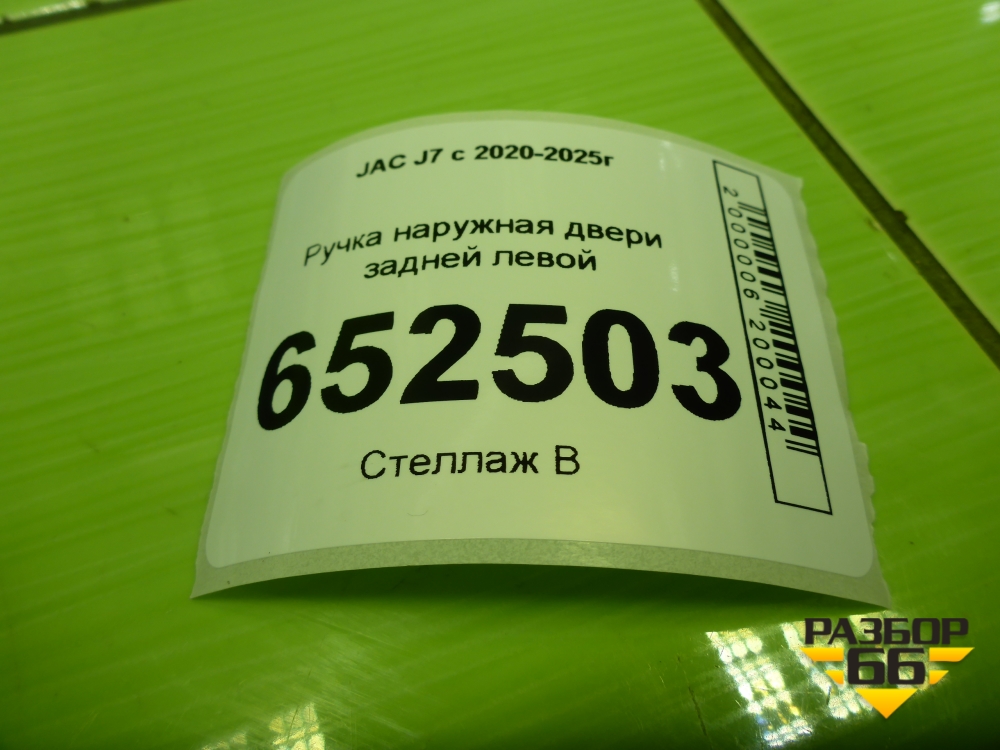 JAC J7 с 2020-2025г
Ручка наружная двери
задней левой
652503
Стеллаж В
2000006200044
РАЗБОР
66